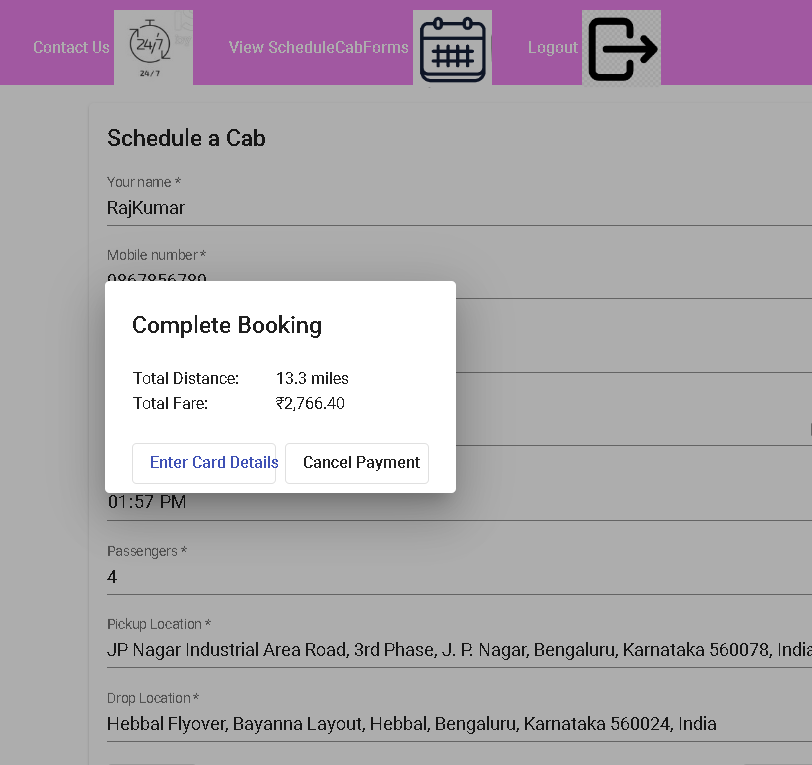 Contact Us
24/7
24/7
View ScheduleCabForms
Logout
Schedule a Cab
Your name *
RajKumar
Mobile number *
9867856789
Complete Booking
Total Distance: 13.3 miles
Total Fare: ₹2,766.40
Enter Card Details Cancel Payment
01:57 PM
Passengers *
4
Pickup Location *
JP Nagar Industrial Area Road, 3rd Phase, J. P. Nagar, Bengaluru, Karnataka 560078, India
Drop Location *
Hebbal Flyover, Bayanna Layout, Hebbal, Bengaluru, Karnataka 560024, India